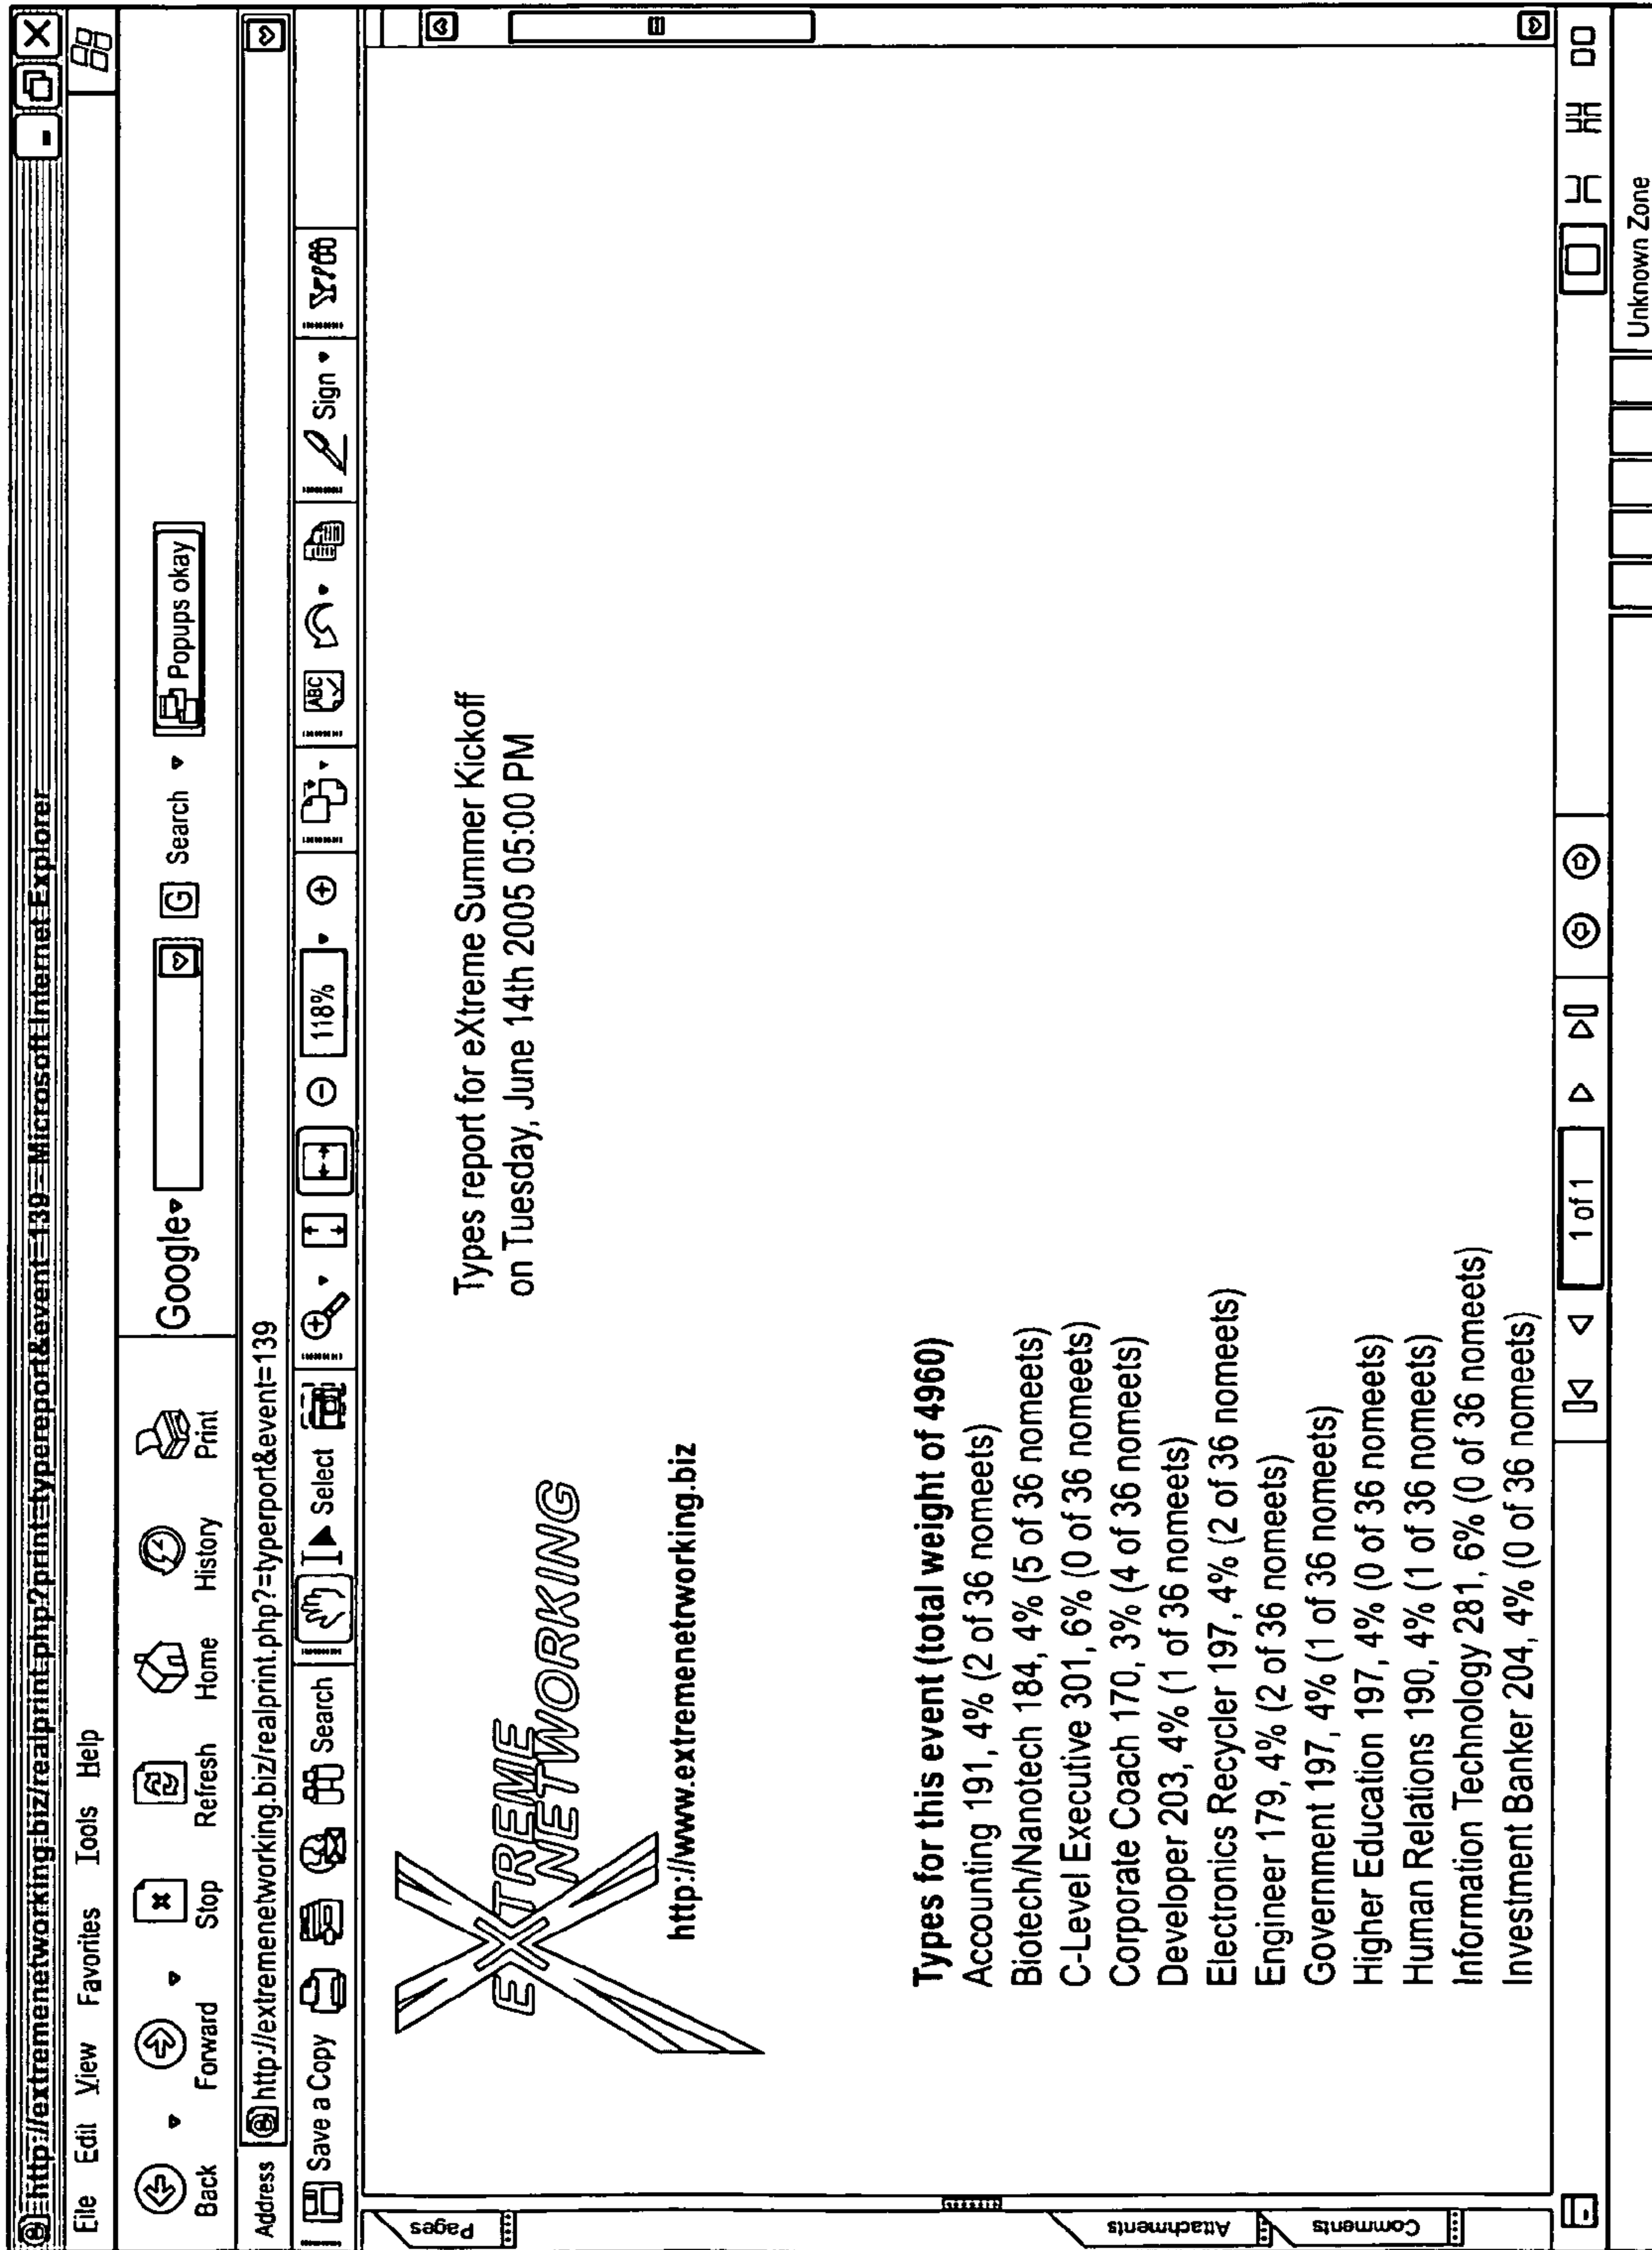 http://extremenetworking.biz/realprint.php?print=typereport&event=139 - Microsoft Internet Explorer
File Edit View Favorites Tools Help
Back Forward Stop Refresh Home History Print Google G Search Popups okay
Address http://extremenetworking.biz/realprint.php?=typerport&event=139
Save a Copy Search Select 118% ABC Sign Y!
Pages
Attachments
Comments
EXTREME
NETWORKING
http://www.extremenetrworking.biz
Types report for eXtreme Summer Kickoff
on Tuesday, June 14th 2005 05:00 PM
Types for this event (total weight of 4960)
Accounting 191, 4% (2 of 36 nomeets)
Biotech/Nanotech 184, 4% (5 of 36 nomeets)
C-Level Executive 301, 6% (0 of 36 nomeets)
Corporate Coach 170, 3% (4 of 36 nomeets)
Developer 203, 4% (1 of 36 nomeets)
Electronics Recycler 197, 4% (2 of 36 nomeets)
Engineer 179, 4% (2 of 36 nomeets)
Government 197, 4% (1 of 36 nomeets)
Higher Education 197, 4% (0 of 36 nomeets)
Human Relations 190, 4% (1 of 36 nomeets)
Information Technology 281, 6% (0 of 36 nomeets)
Investment Banker 204, 4% (0 of 36 nomeets)
1 of 1
Unknown Zone